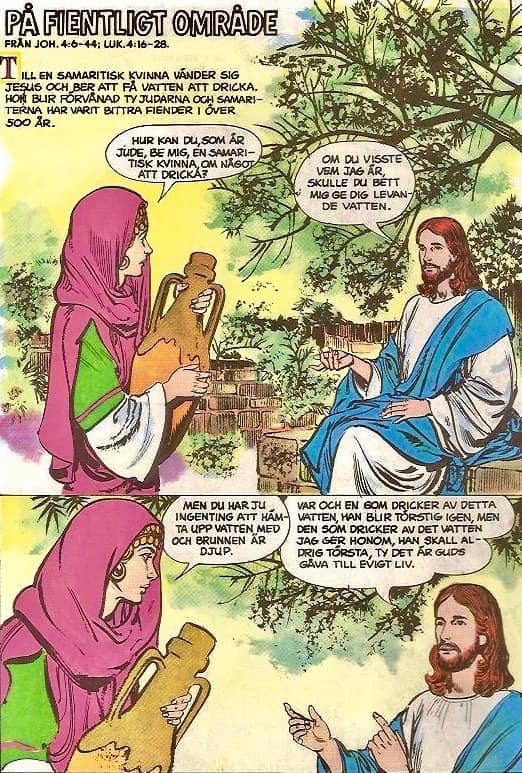 PÅ FIENTLIGT OMRÅDE
FRÅN JOH. 4:6-44; LUK. 4:16-28.
TILL EN SAMARITISK KVINNA VÄNDER SIG
JESUS OCH BER ATT FÅ VATTEN ATT DRICKA.
HON BLIR FÖRVÅNAD TY JUDARNA OCH SAMARI-
TERNA HAR VARIT BITTRA FIENDER I ÖVER
500 ÅR.
HUR KAN DU, SOM ÄR
JUDE, BE MIG, EN SAMARI-
TISK KVINNA, OM NÅGOT
ATT DRICKA?
OM DU VISSTE
VEM JAG ÄR,
SKULLE DU BETT
MIG GE DIG LEVAN-
DE VATTEN.
MEN DU HAR JU
INGENTING ATT HÄM-
TA UPP VATTEN MED
OCH BRUNNEN ÄR
DJUP.
VAR OCH EN SOM DRICKER AV DETTA
VATTEN, HAN BLIR TÖRSTIG IGEN, MEN
DEN SOM DRICKER AV DET VATTEN
JAG GER HONOM, HAN SKALL AL-
DRIG TÖRSTA, TY DET ÄR GUDS
GÅVA TILL EVIGT LIV.